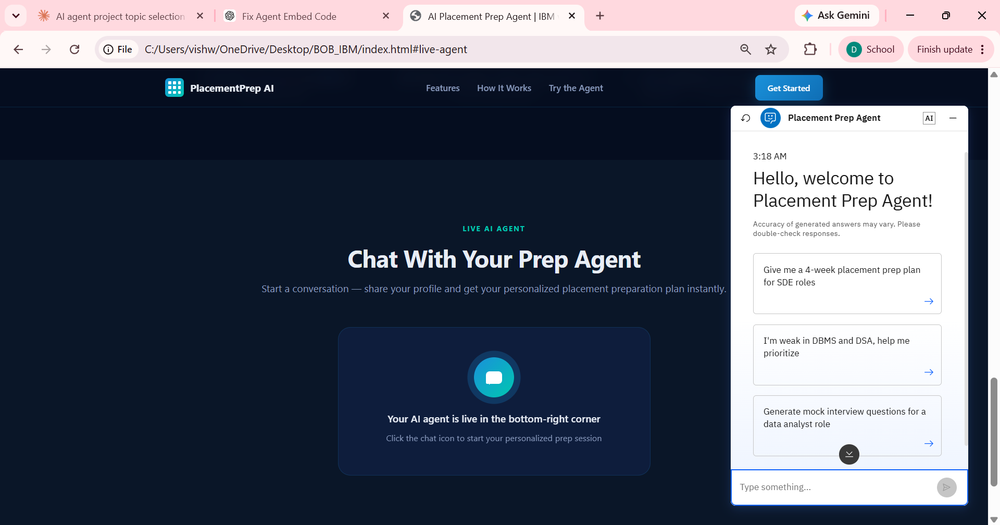 AI agent project topic selection
Fix Agent Embed Code
AI Placement Prep Agent | IBM
Ask Gemini
File
C:/Users/vishw/OneDrive/Desktop/BOB_IBM/index.html#live-agent
D
School
Finish update
PlacementPrep AI
Features
How It Works
Try the Agent
Get Started
LIVE AI AGENT
Chat With Your Prep Agent
Start a conversation — share your profile and get your personalized placement preparation plan instantly.
Your AI agent is live in the bottom-right corner
Click the chat icon to start your personalized prep session
Placement Prep Agent
AI
3:18 AM
Hello, welcome to
Placement Prep Agent!
Accuracy of generated answers may vary. Please
double-check responses.
Give me a 4-week placement prep plan
for SDE roles
I'm weak in DBMS and DSA, help me
prioritize
Generate mock interview questions for a
data analyst role
Type something...